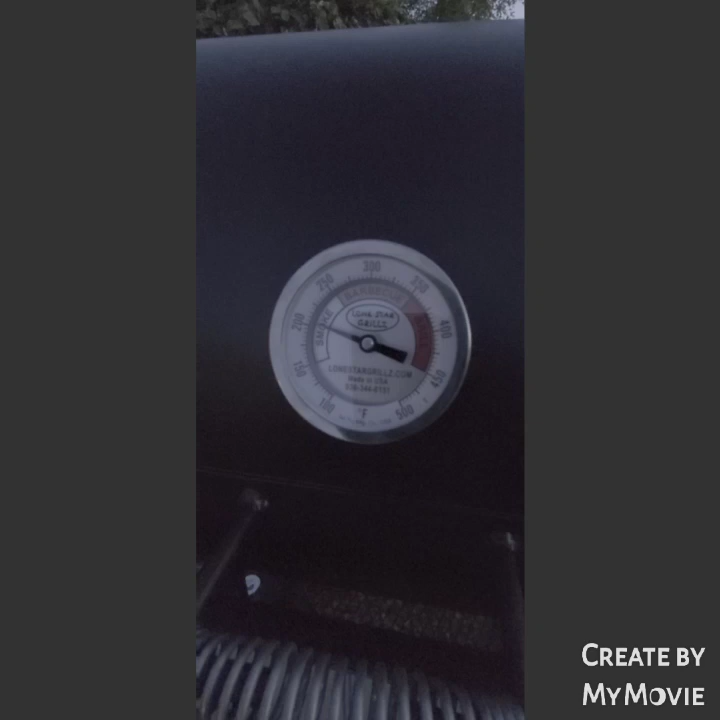 300
250
350
BARBECUE
LONE STAR
GRILLZ
200
SMOKE
400
150
LONESTARGRILLZ.COM
Made in USA
450
100
°F
500
CREATE BY
MYMOVIE